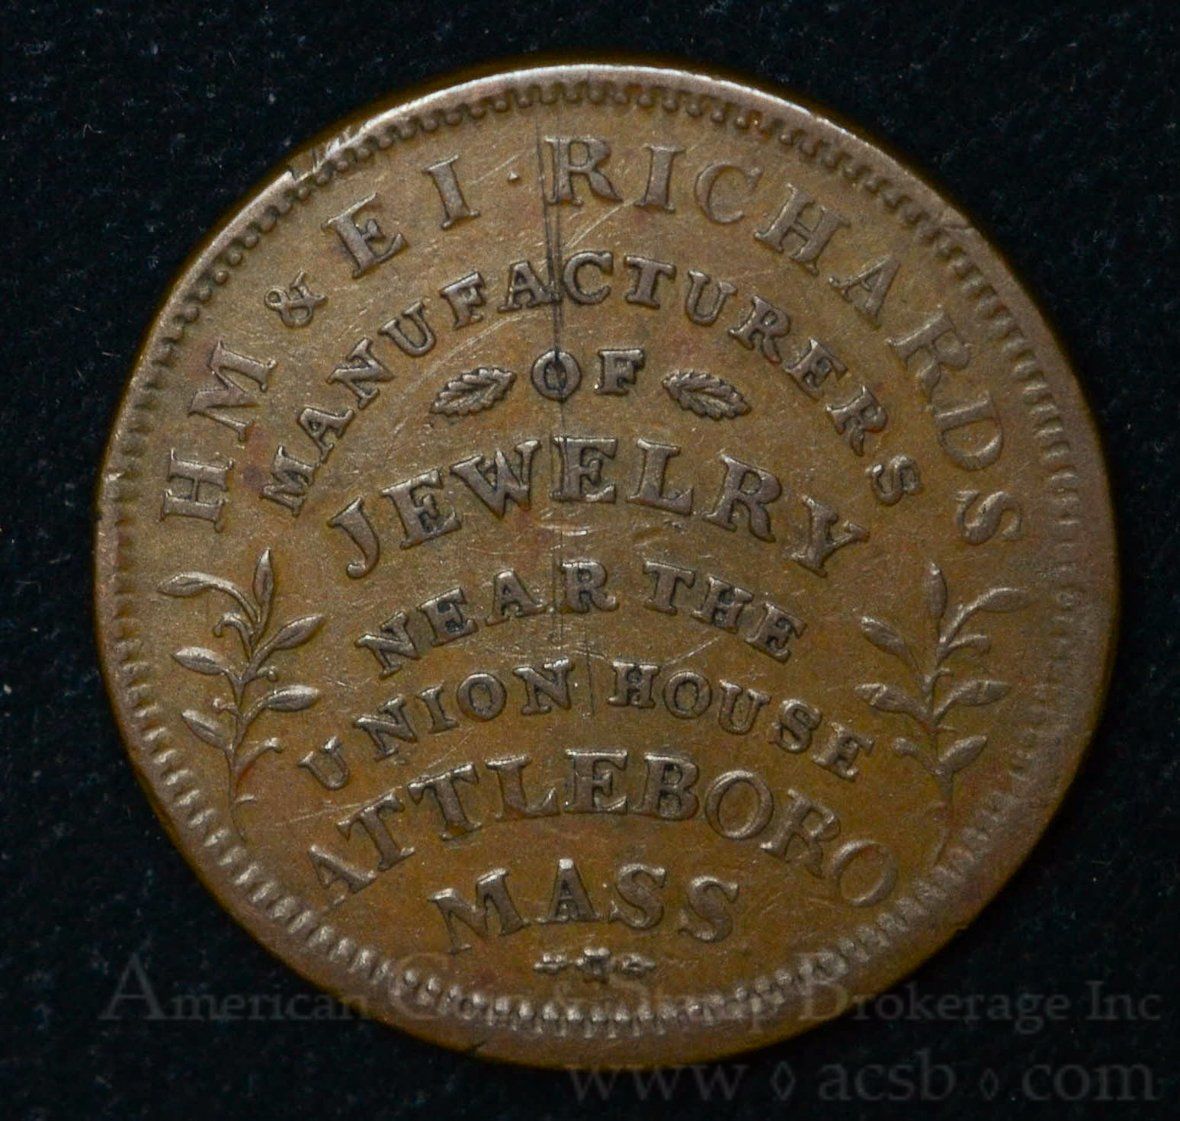 HM & EI · RICHARDS
MANUFACTURERS
OF
JEWELRY
NEAR THE
UNION HOUSE
ATTLEBORO
MASS
American Coin & Stamp Brokerage Inc
www ◊ acsb ◊ com